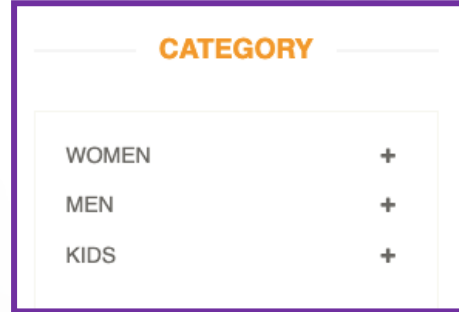 CATEGORY
WOMEN +
MEN +
KIDS +